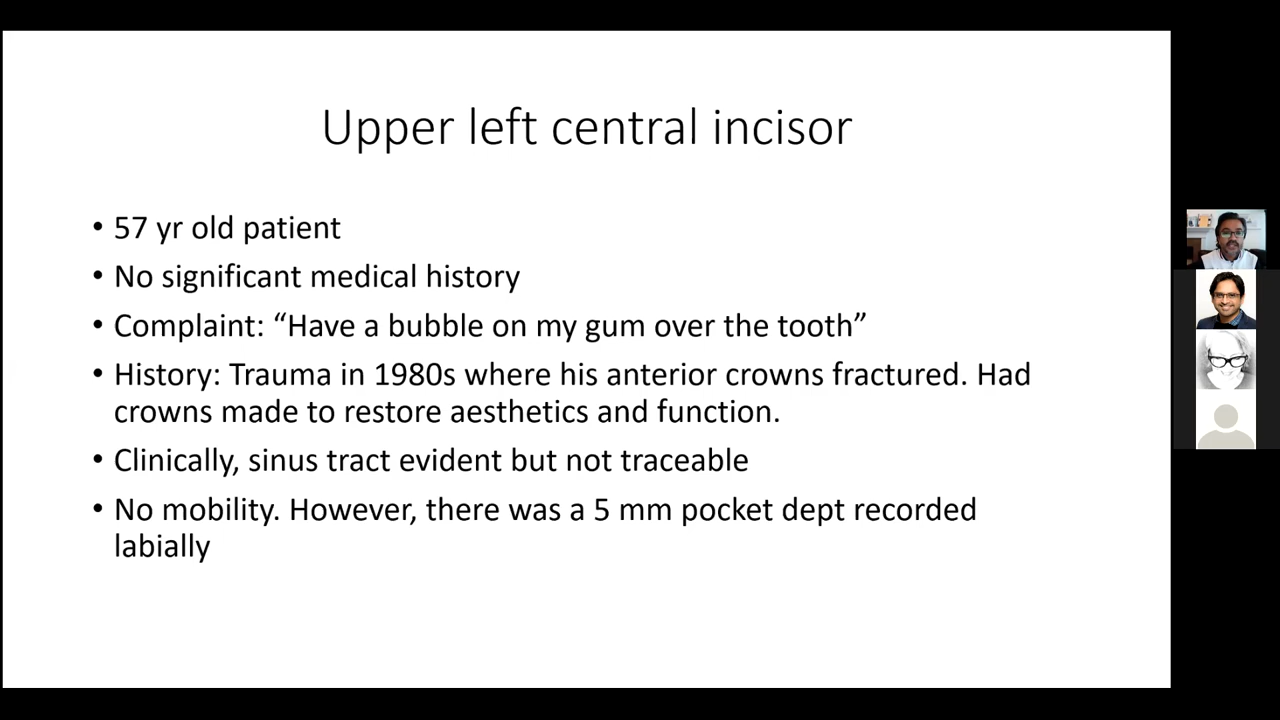 Upper left central incisor
• 57 yr old patient
• No significant medical history
• Complaint: “Have a bubble on my gum over the tooth”
• History: Trauma in 1980s where his anterior crowns fractured. Had
crowns made to restore aesthetics and function.
• Clinically, sinus tract evident but not traceable
• No mobility. However, there was a 5 mm pocket dept recorded
labially